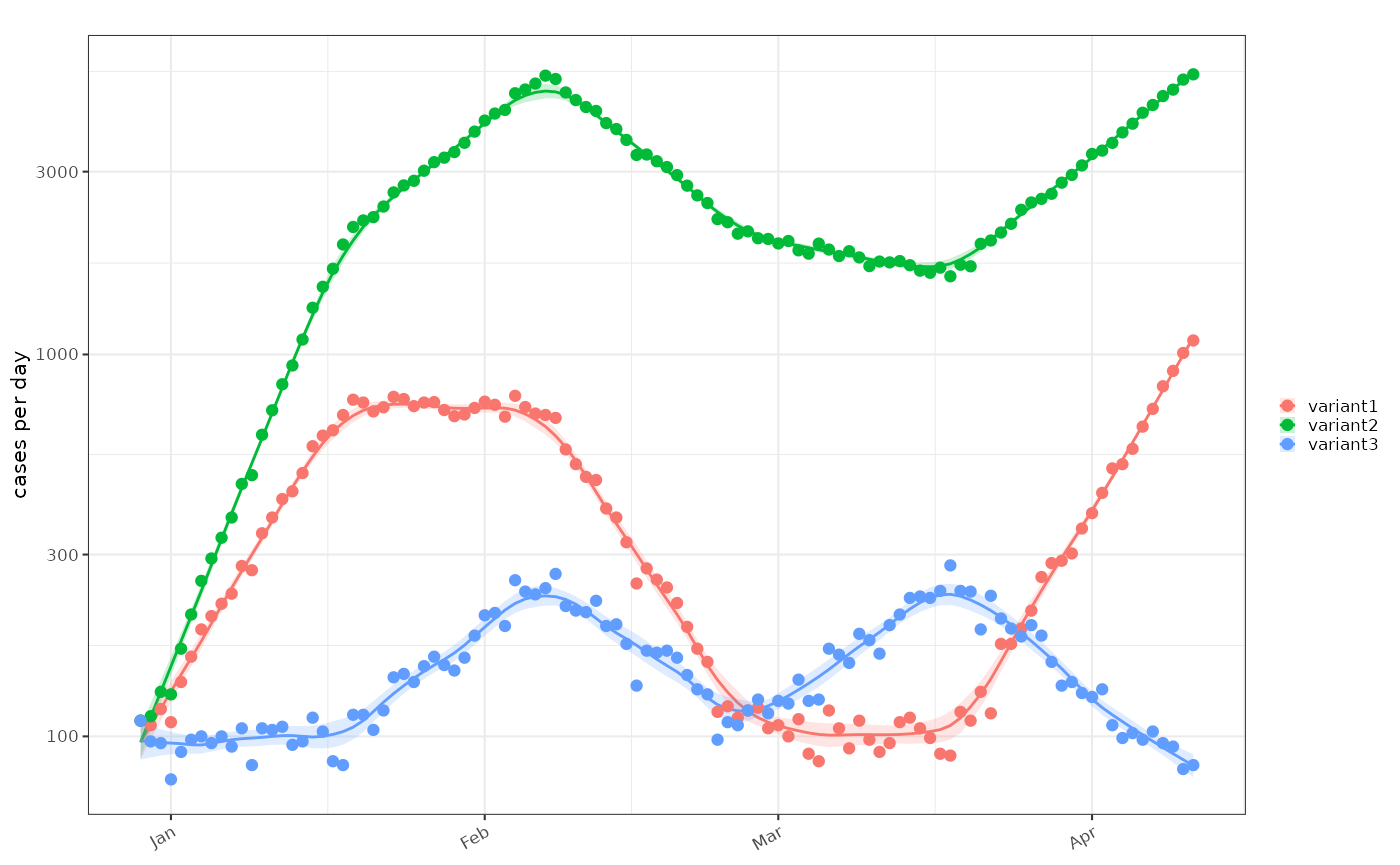 cases per day
3000
1000
300
100
Jan
Feb
Mar
Apr
variant1
variant2
variant3